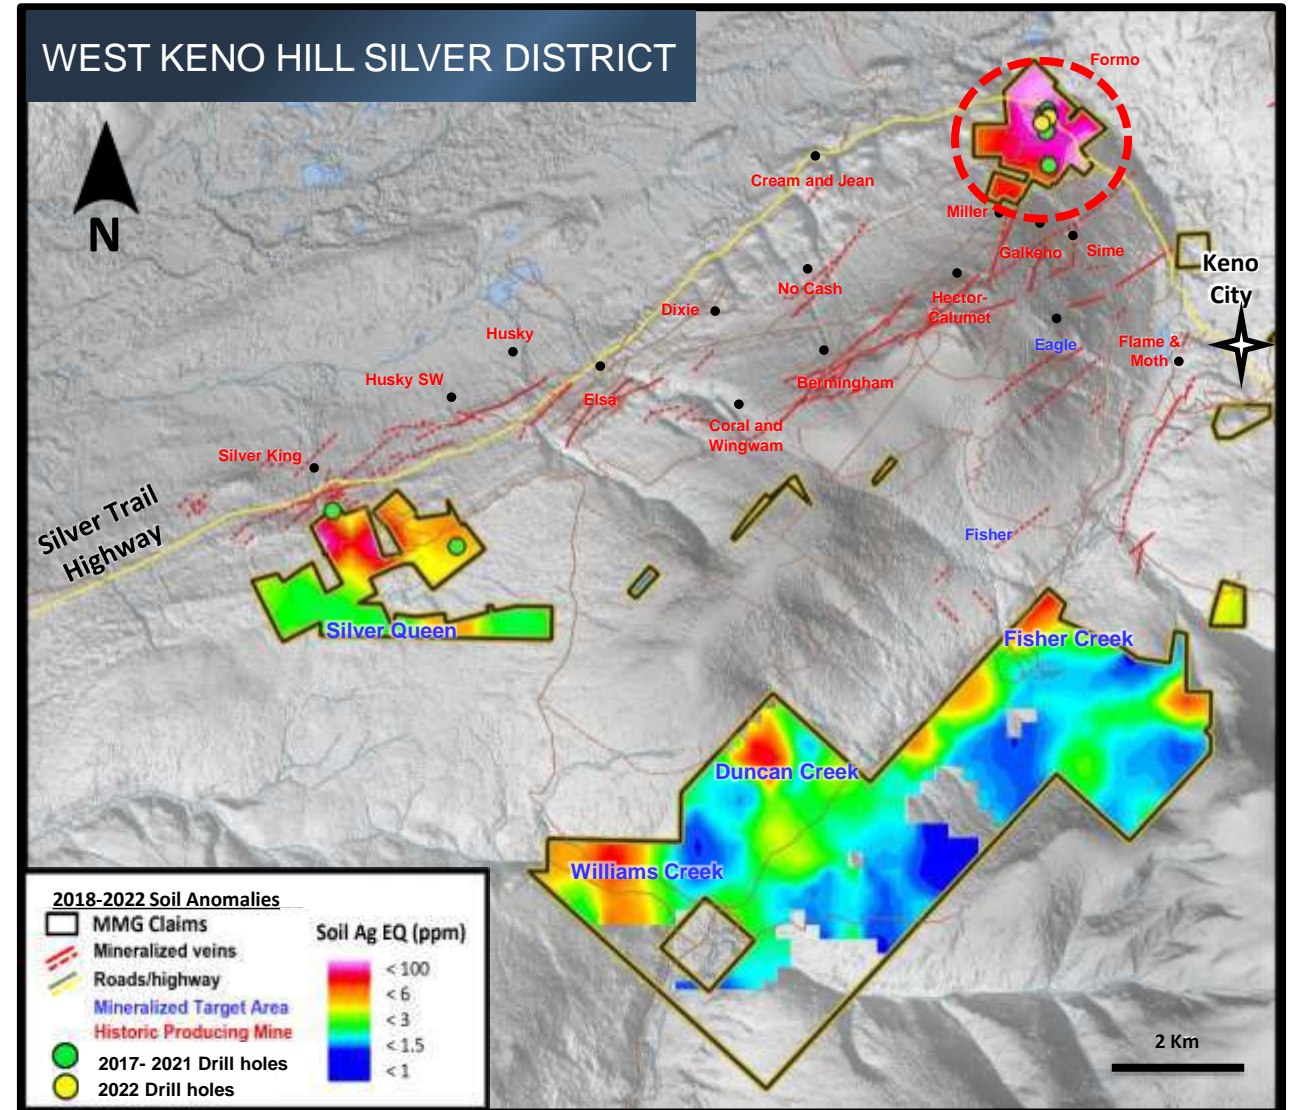 WEST KENO HILL SILVER DISTRICT
Formo
N
Cream and Jean
Miller
Galkeno
Sime
Keno
City
No Cash
Hector-
Calumet
Dixie
Husky
Eagle
Flame &
Moth
Husky SW
Bermingham
Elsa
Coral and
Wingwam
Silver King
Silver Trail
Highway
Fisher
Silver Queen
Fisher Creek
Duncan Creek
Williams Creek
2018-2022 Soil Anomalies
MMG Claims
Mineralized veins
Roads/highway
Mineralized Target Area
Historic Producing Mine
2017- 2021 Drill holes
2022 Drill holes
Soil Ag EQ (ppm)
< 100
< 6
< 3
< 1.5
< 1
2 Km